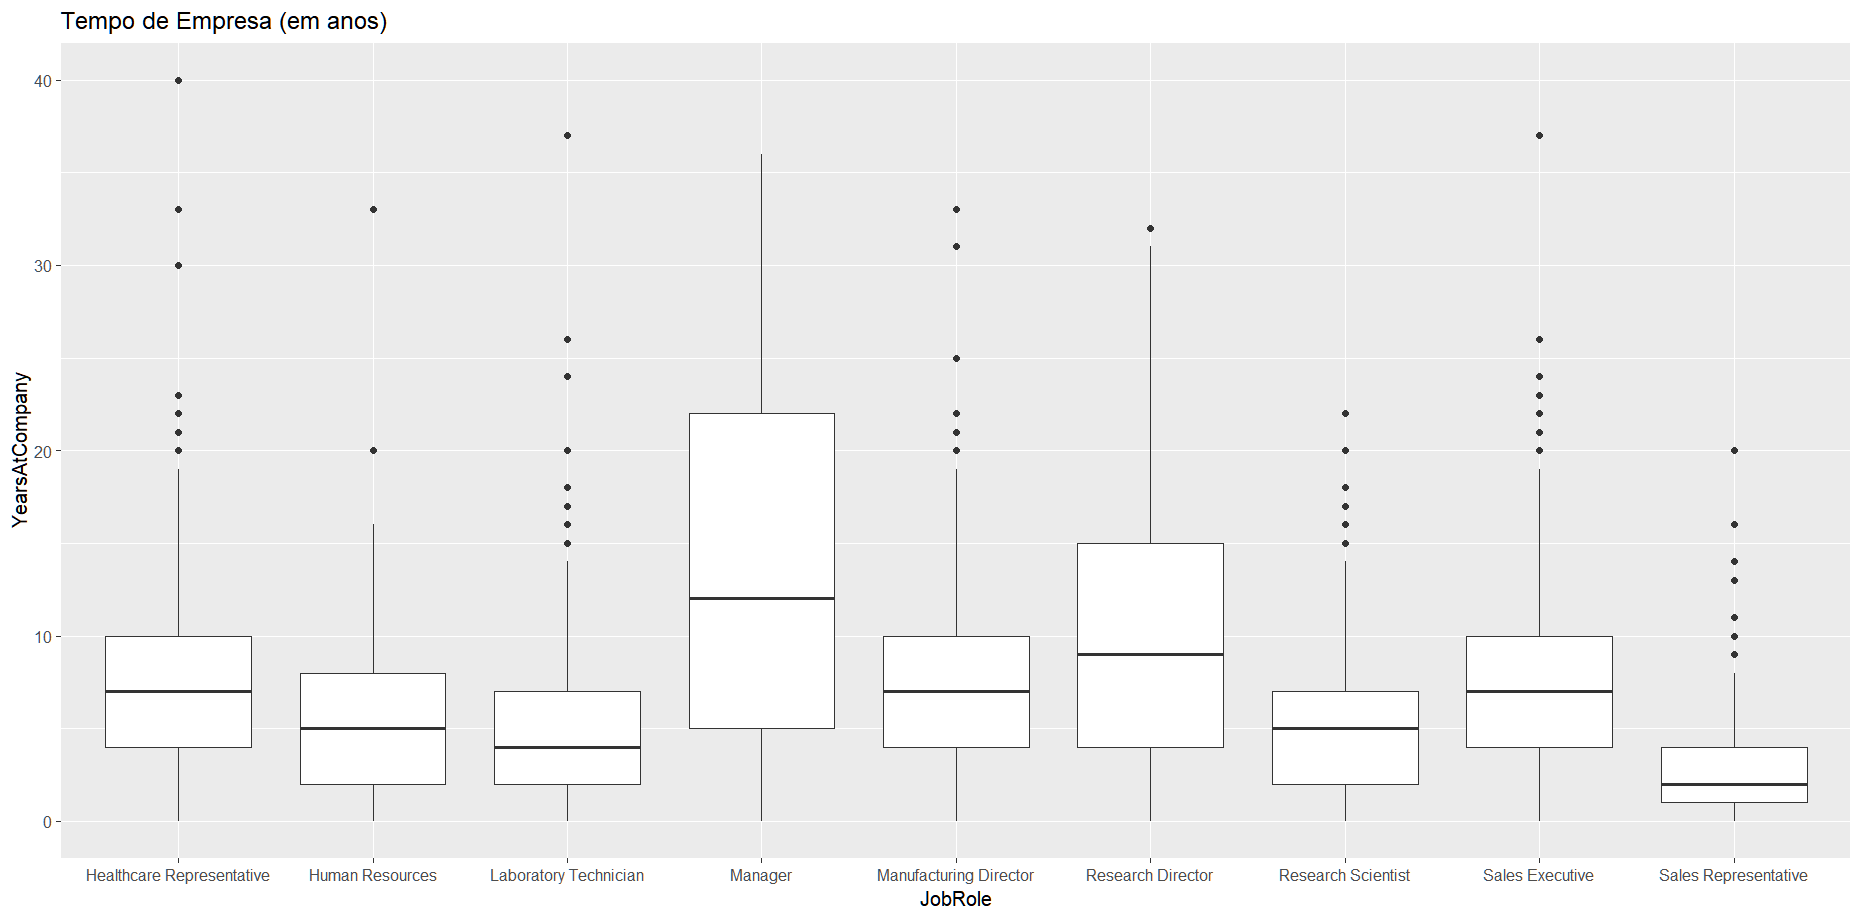 Tempo de Empresa (em anos)
YearsAtCompany
40
30
20
10
0
Healthcare Representative
Human Resources
Laboratory Technician
Manager
Manufacturing Director
Research Director
Research Scientist
Sales Executive
Sales Representative
JobRole